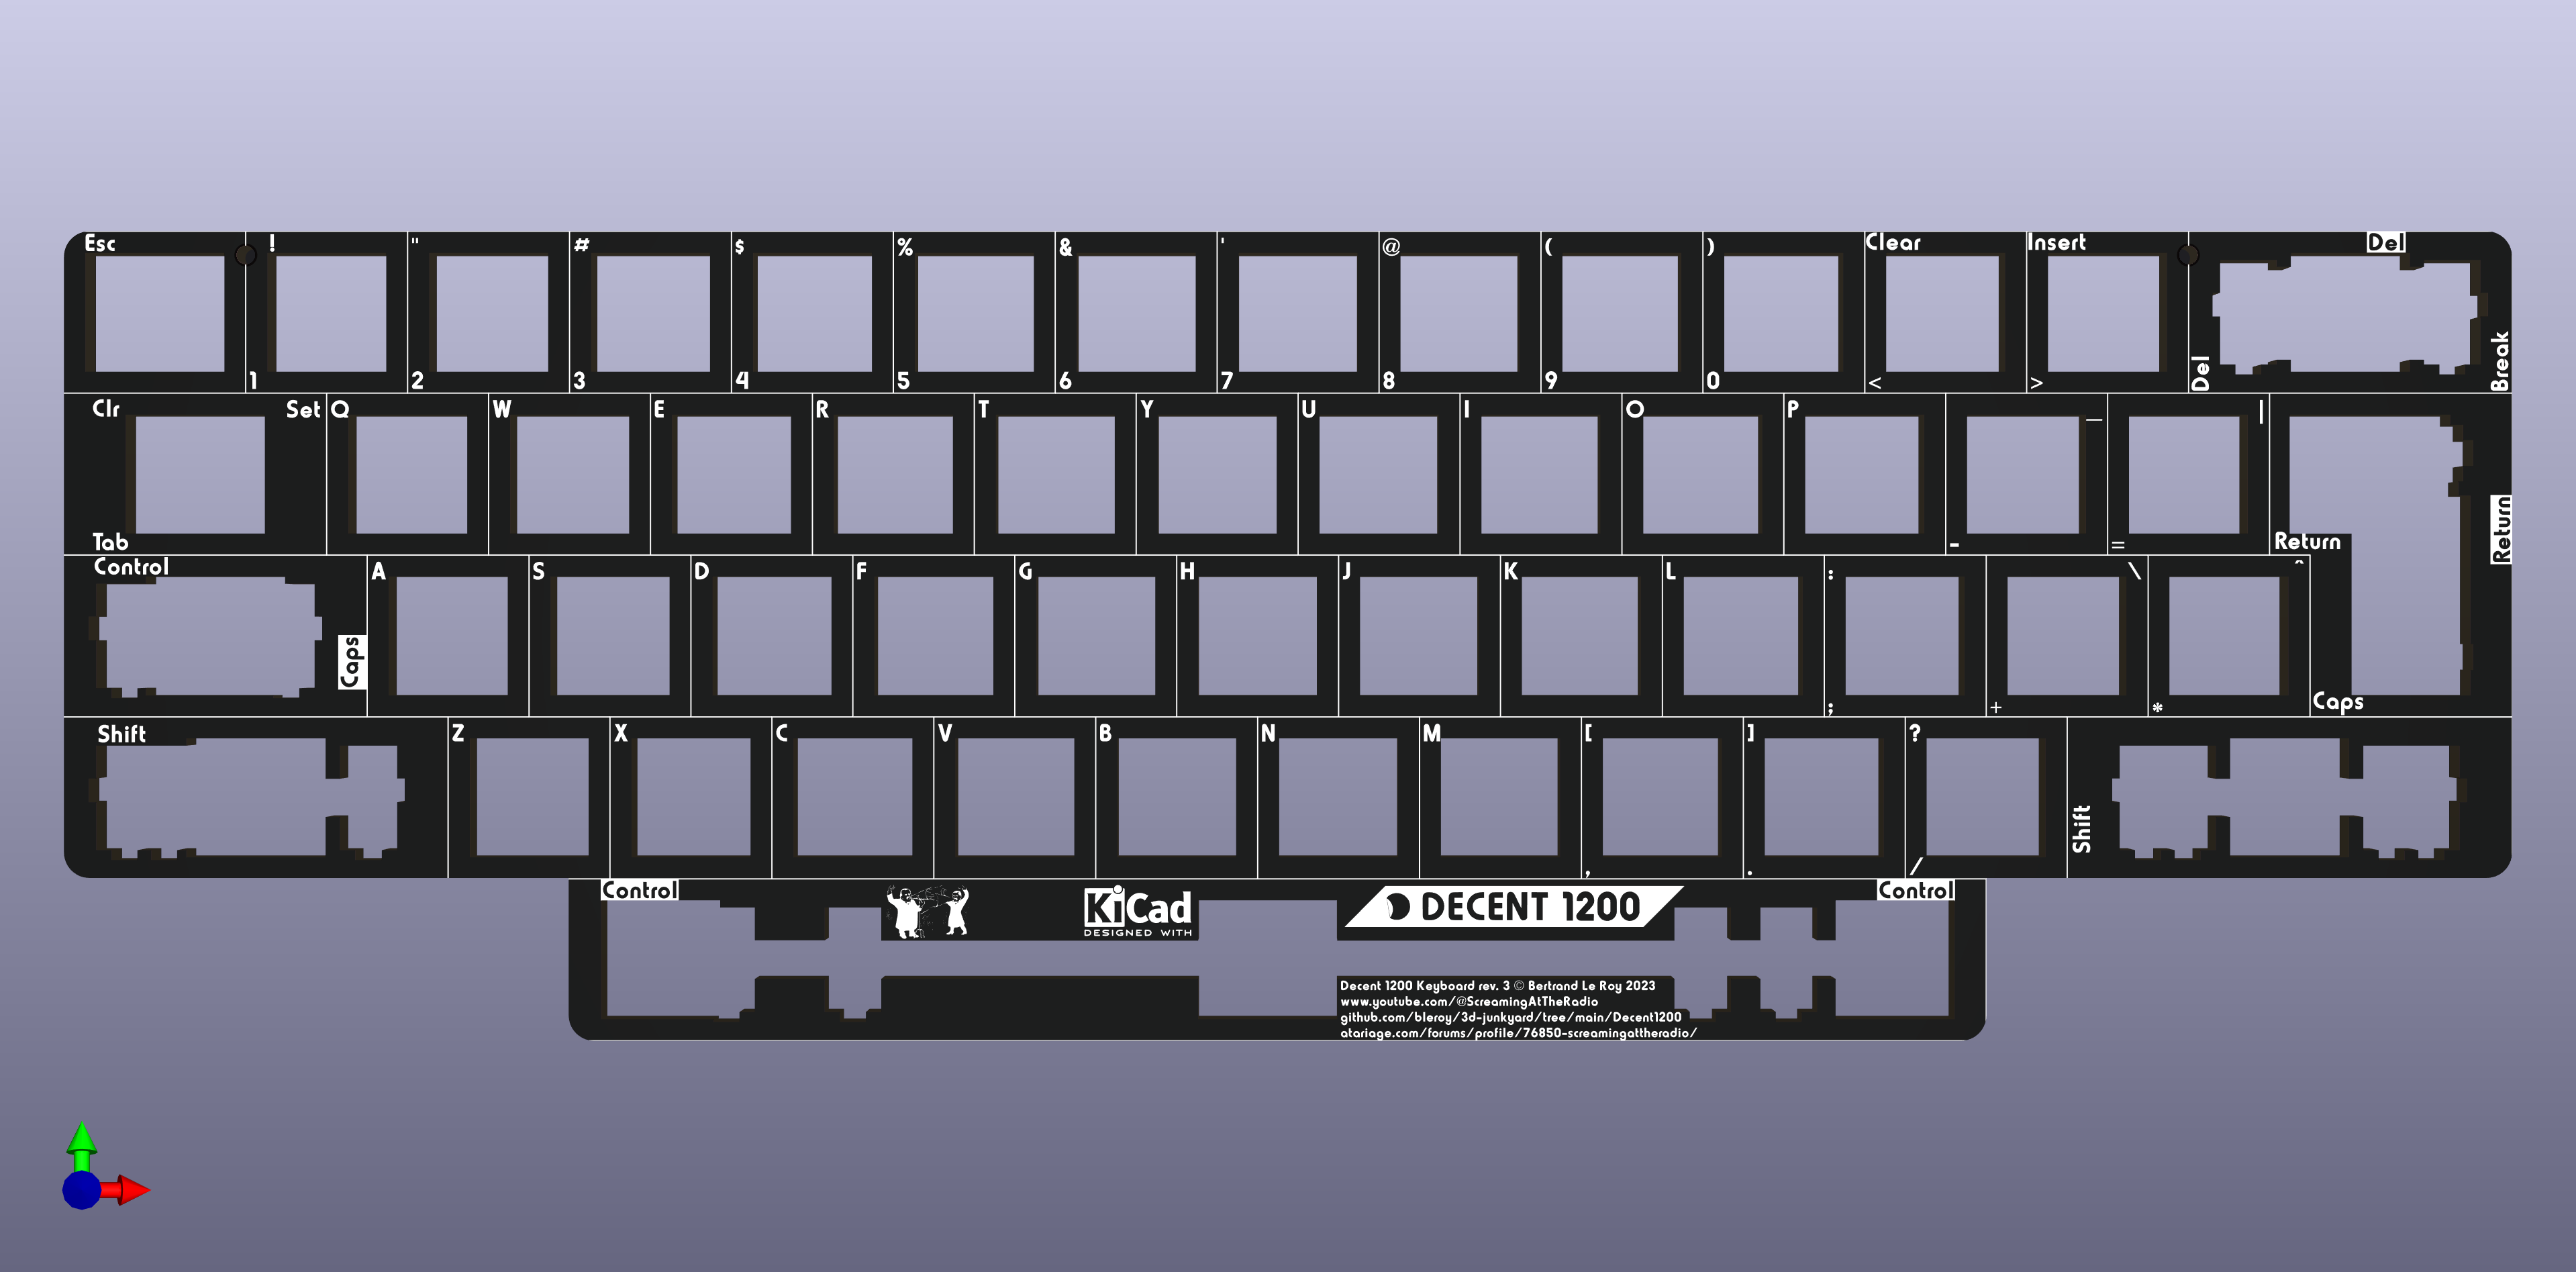 Esc ! " # $ % & ' @ ( ) Clear Insert Del
1 2 3 4 5 6 7 8 9 0 < > Del Break
Clr Set Q W E R T Y U I O P _ |
Tab - = Return Return
Control A S D F G H J K L : \ ^
Caps ; + * Caps
Shift Z X C V B N M [ ] ?
, . / Shift
Control KiCad DECENT 1200 Control
DESIGNED WITH
Decent 1200 Keyboard rev. 3 © Bertrand Le Roy 2023
www.youtube.com/@ScreamingAtTheRadio
github.com/bleroy/3d-junkyard/tree/main/Decent1200
atariage.com/forums/profile/76850-screamingattheradio/